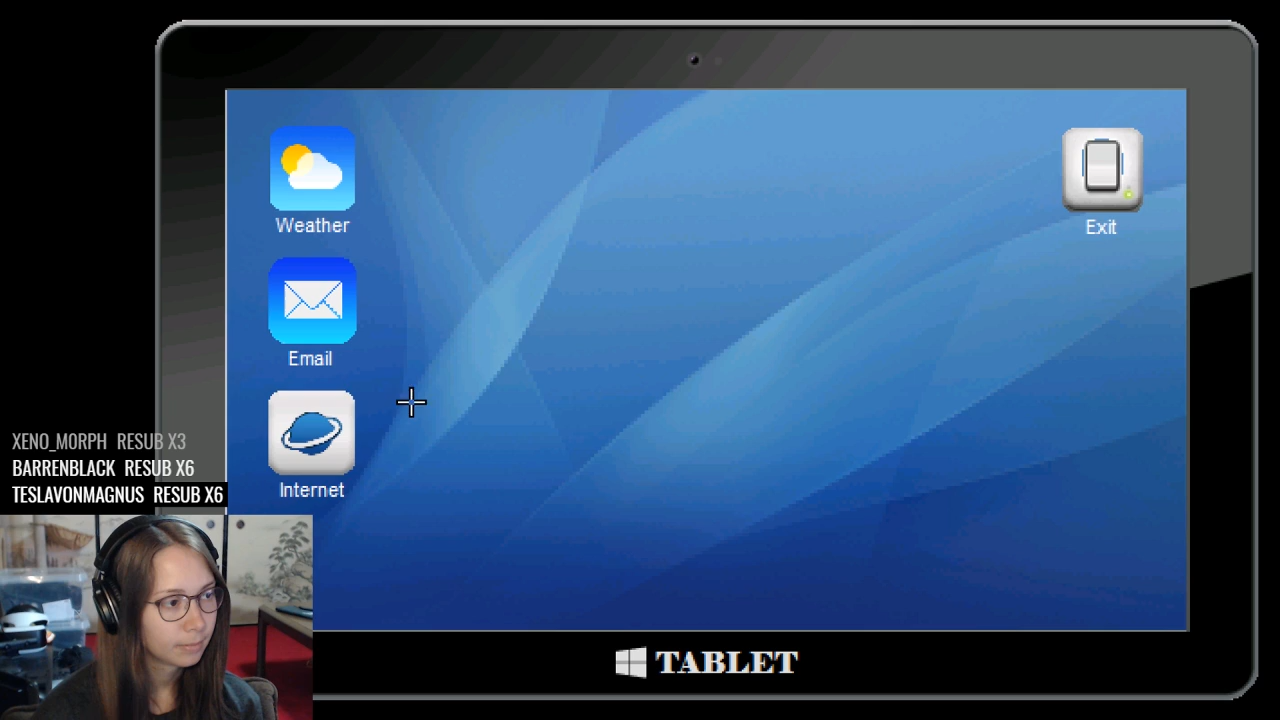 Weather
Exit
Email
Internet
XENO_MORPH RESUB X3
BARRENBLACK RESUB X6
TESLAVONMAGNUS RESUB X6
TABLET